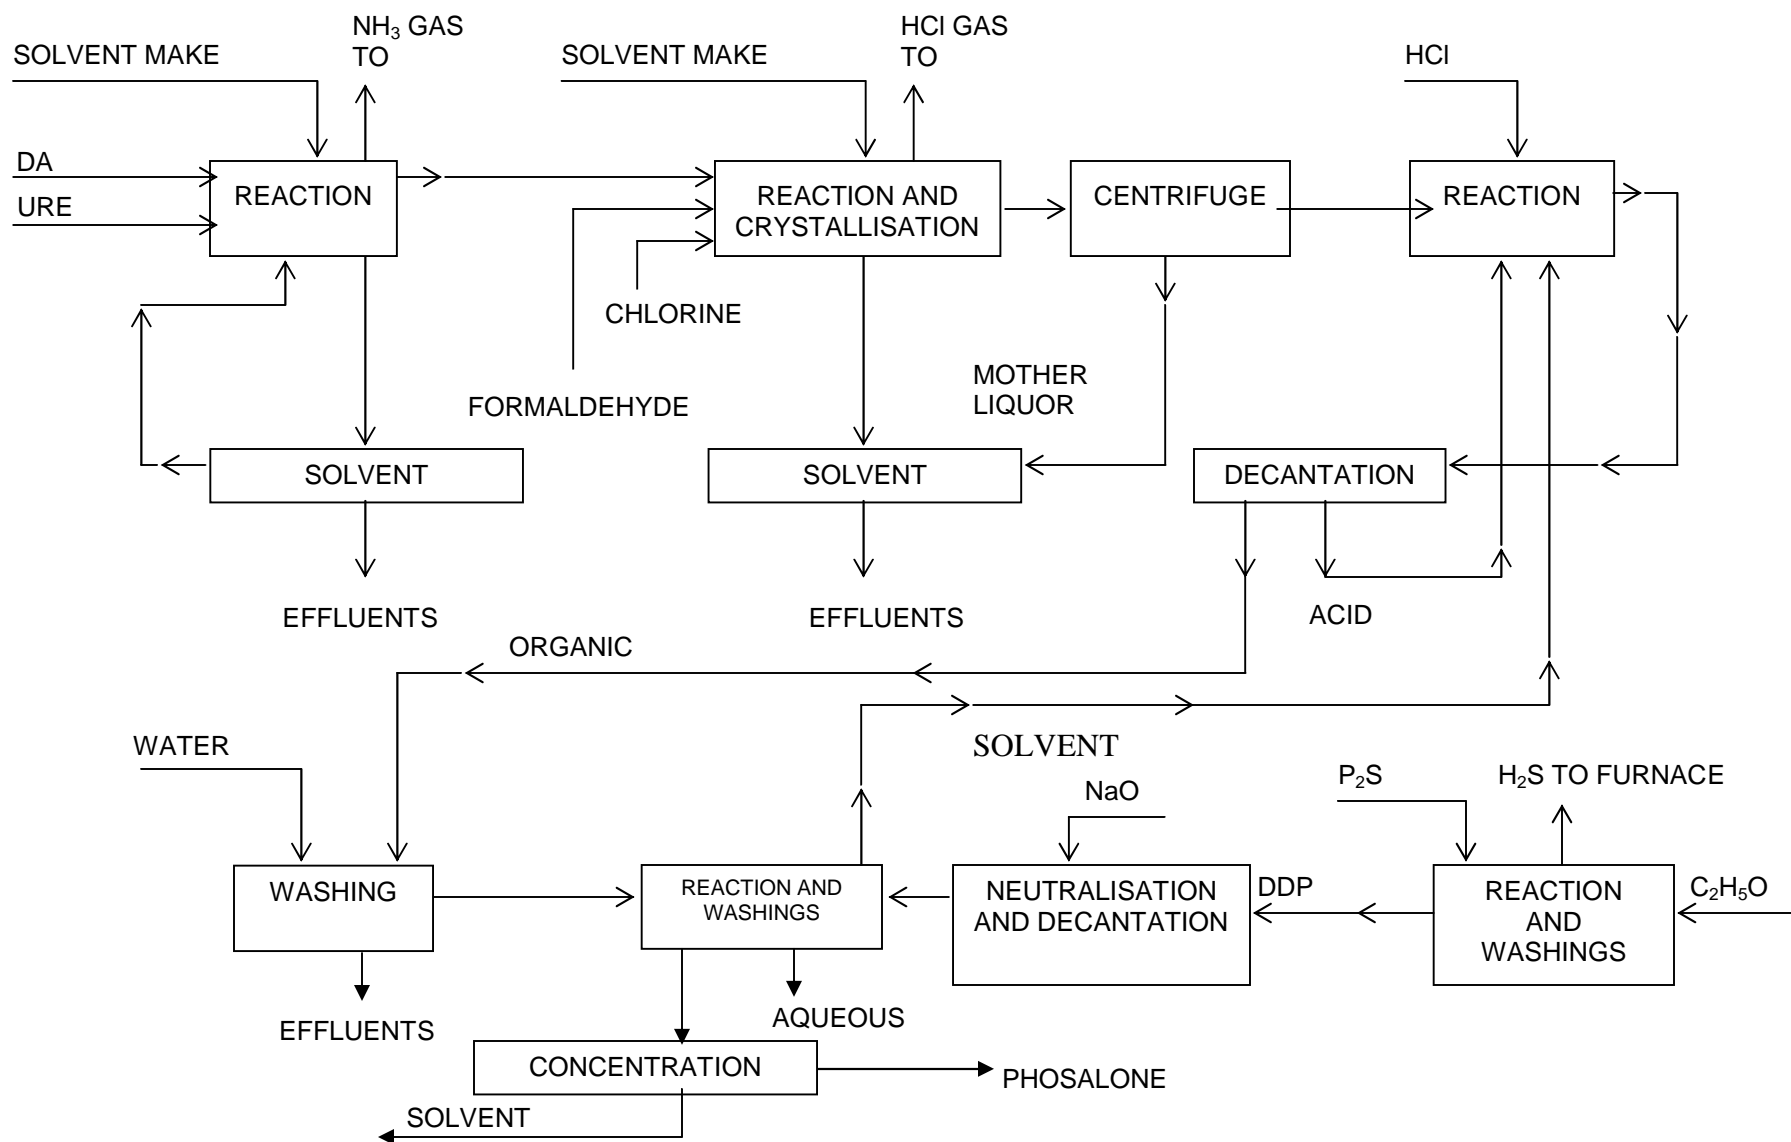 SOLVENT MAKE
NH₃ GAS
TO
SOLVENT MAKE
HCl GAS
TO
HCl
DA
URE
REACTION
REACTION AND
CRYSTALLISATION
CENTRIFUGE
REACTION
CHLORINE
FORMALDEHYDE
MOTHER
LIQUOR
SOLVENT
SOLVENT
DECANTATION
EFFLUENTS
EFFLUENTS
ACID
ORGANIC
WATER
SOLVENT
NaO
P₂S
H₂S TO FURNACE
WASHING
REACTION AND
WASHINGS
NEUTRALISATION
AND DECANTATION
DDP
REACTION
AND
WASHINGS
C₂H₅O
EFFLUENTS
AQUEOUS
CONCENTRATION
PHOSALONE
SOLVENT